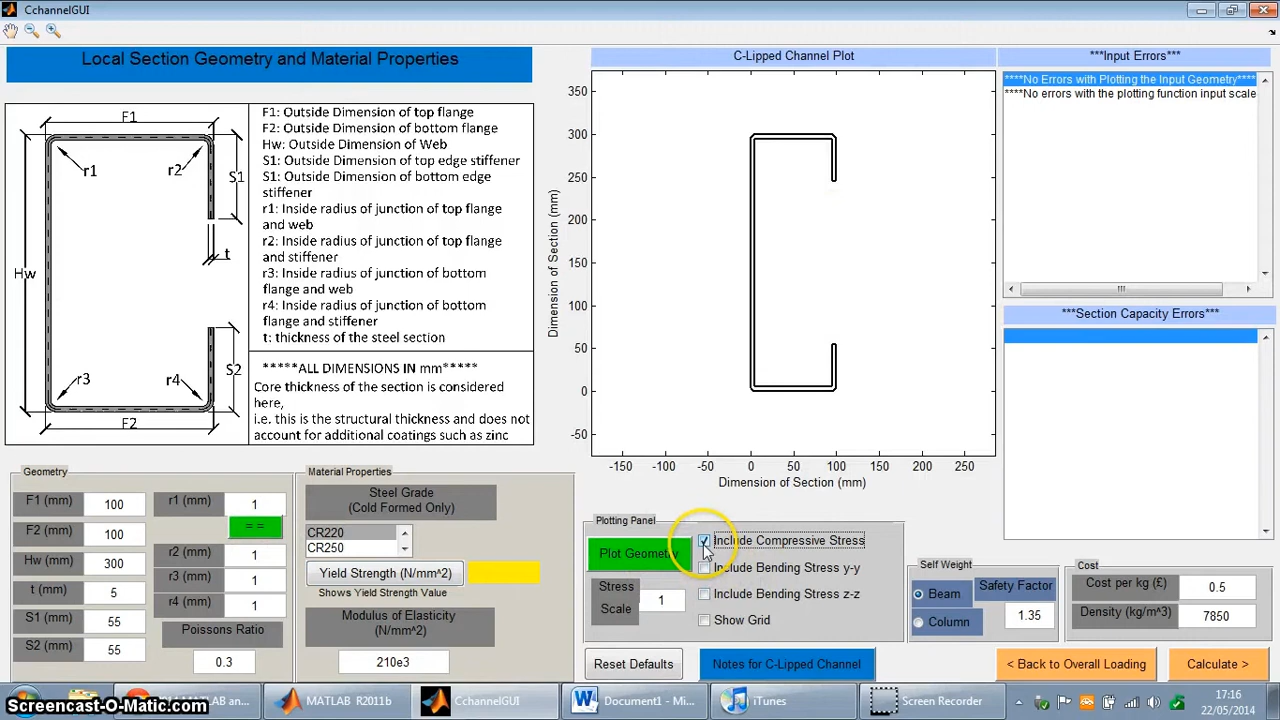 CchannelGUI
Local Section Geometry and Material Properties
F1
r1
r2
S1
t
Hw
r3
r4
S2
F2
F1: Outside Dimension of top flange
F2: Outside Dimension of bottom flange
Hw: Outside Dimension of Web
S1: Outside Dimension of top edge stiffener
S1: Outside Dimension of bottom edge
stiffener
r1: Inside radius of junction of top flange
and web
r2: Inside radius of junction of top flange
and stiffener
r3: Inside radius of junction of bottom
flange and web
r4: Inside radius of junction of bottom
flange and stiffener
t: thickness of the steel section
*****ALL DIMENSIONS IN mm*****
Core thickness of the section is considered
here,
i.e. this is the structural thickness and does not
account for additional coatings such as zinc
C-Lipped Channel Plot
350
300
250
200
150
100
50
0
-50
-150 -100 -50 0 50 100 150 200 250
Dimension of Section (mm)
Dimension of Section (mm)
***Input Errors***
****No Errors with Plotting the Input Geometry****
****No errors with the plotting function input scale
***Section Capacity Errors***
Geometry
F1 (mm) 100 r1 (mm) 1
F2 (mm) 100 = =
Hw (mm) 300 r2 (mm) 1
t (mm) 5 r3 (mm) 1
S1 (mm) 55 r4 (mm) 1
S2 (mm) 55 Poissons Ratio
0.3
Material Properties
Steel Grade
(Cold Formed Only)
CR220
CR250
Yield Strength (N/mm^2)
Shows Yield Strength Value
Modulus of Elasticity
(N/mm^2)
210e3
Plotting Panel
Plot Geometry
Include Compressive Stress
Include Bending Stress y-y
Stress
Scale
1
Include Bending Stress z-z
Show Grid
Self Weight
Beam
Column
Safety Factor
1.35
Cost
Cost per kg (£) 0.5
Density (kg/m^3) 7850
Reset Defaults
Notes for C-Lipped Channel
< Back to Overall Loading
Calculate >
MATLAB R2011b
CchannelGUI
Document1 - Mi...
iTunes
Screen Recorder
17:16
22/05/2014
Screencast-O-Matic.com